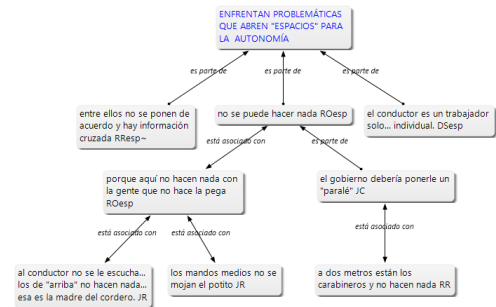 ENFRENTAN PROBLEMÁTICAS
QUE ABREN "ESPACIOS" PARA
LA AUTONOMÍA
es parte de
es parte de
es parte de
entre ellos no se ponen de
acuerdo y hay información
cruzada RResp~
no se puede hacer nada ROesp
el conductor es un trabajador
solo... individual. DSesp
está asociado con
es parte de
porque aquí no hacen nada con
la gente que no hace la pega
ROesp
el gobierno debería ponerle un
"paralé" JC
está asociado con
está asociado con
está asociado con
al conductor no se le escucha...
los de "arriba" no hacen nada...
esa es la madre del cordero. JR
los mandos medios no se
mojan el potito JR
a dos metros están los
carabineros y no hacen nada RR